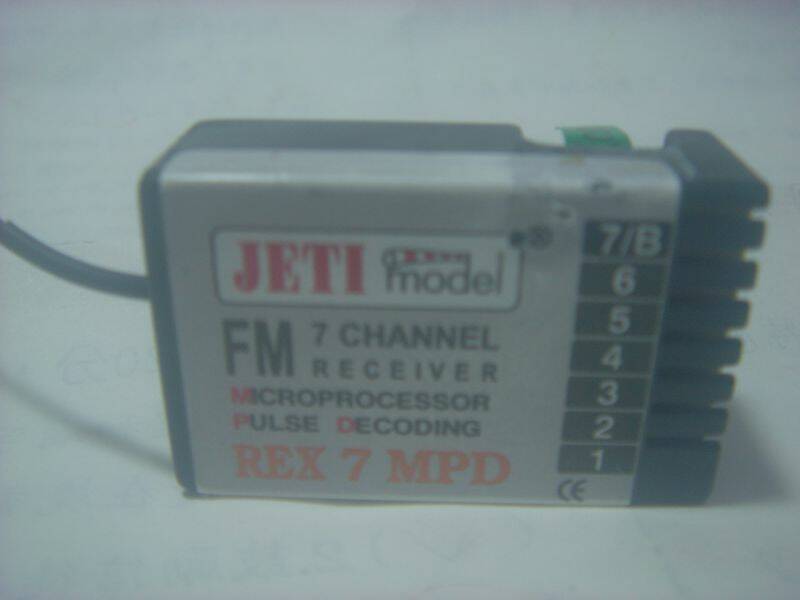 JETI model
FM 7 CHANNEL
RECEIVER
MICROPROCESSOR
PULSE DECODING
REX 7 MPD
7/B
6
5
4
3
2
1
CE